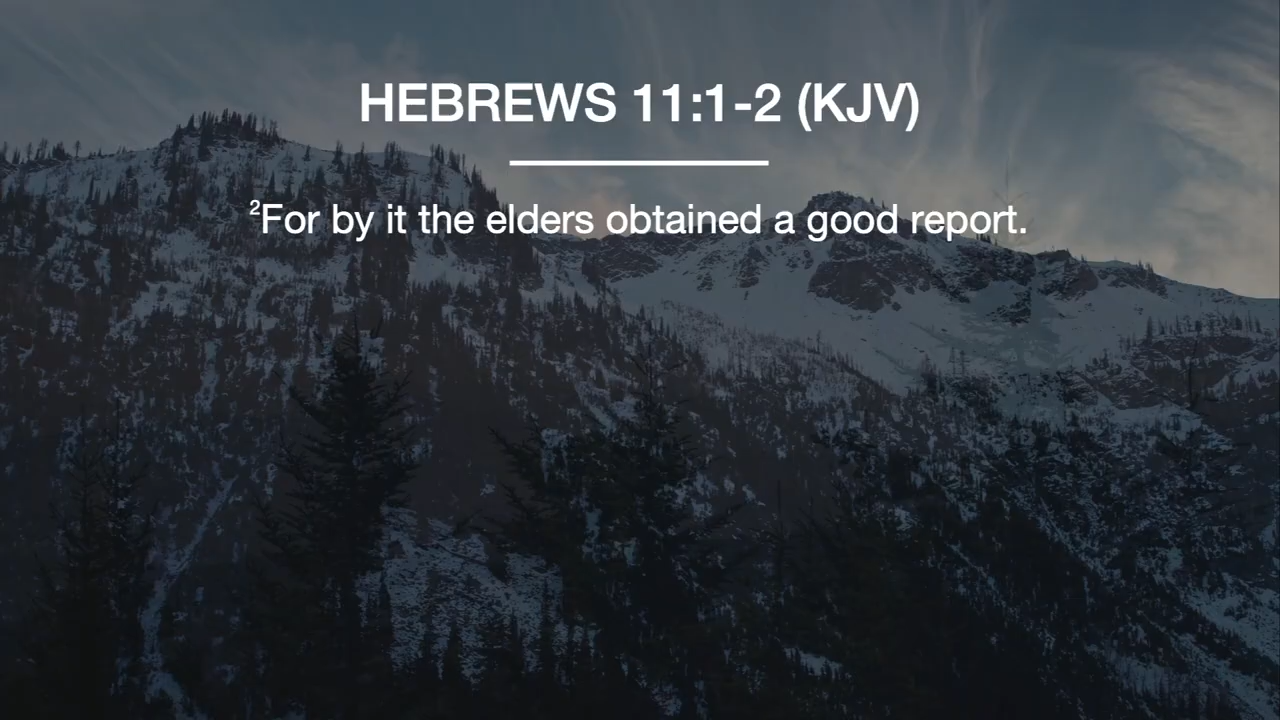 HEBREWS 11:1-2 (KJV)
²For by it the elders obtained a good report.